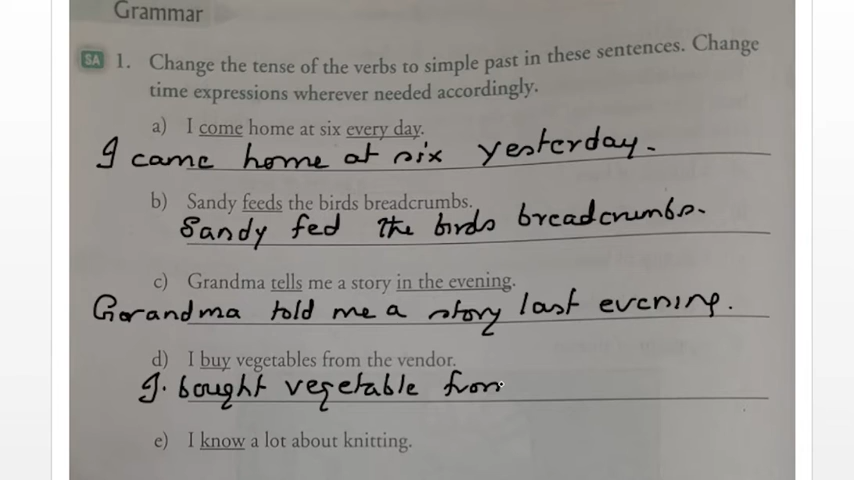 Grammar
SA 1. Change the tense of the verbs to simple past in these sentences. Change
time expressions wherever needed accordingly.
a) I come home at six every day.
I came home at six yesterday.
b) Sandy feeds the birds breadcrumbs.
Sandy fed the birds breadcrumbs.
c) Grandma tells me a story in the evening.
Grandma told me a story last evening.
d) I buy vegetables from the vendor.
I bought vegetable from
e) I know a lot about knitting.